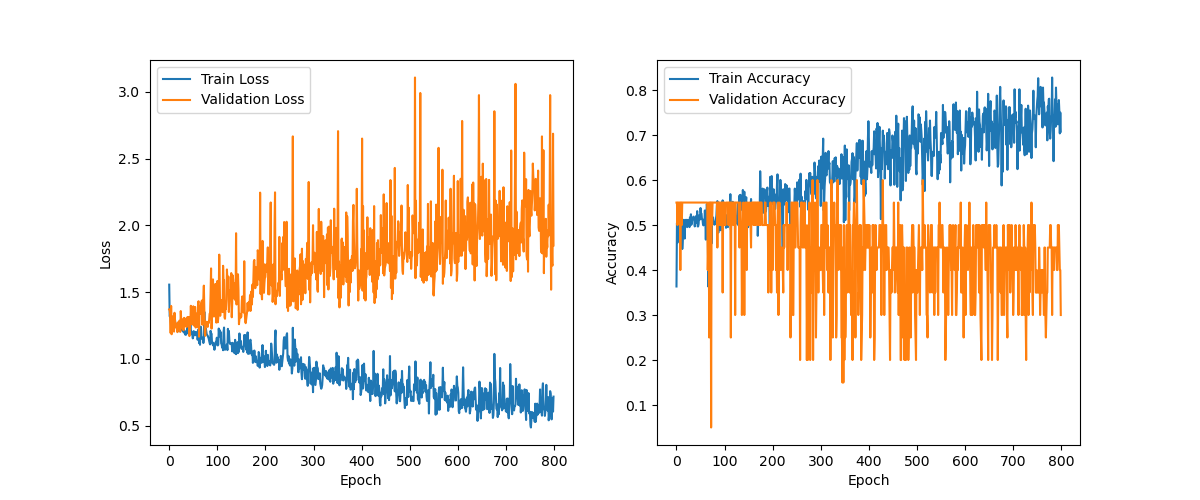 Train Loss
Validation Loss
3.0
2.5
2.0
1.5
1.0
0.5
Loss
0 100 200 300 400 500 600 700 800
Epoch
Train Accuracy
Validation Accuracy
0.8
0.7
0.6
0.5
0.4
0.3
0.2
0.1
Accuracy
0 100 200 300 400 500 600 700 800
Epoch